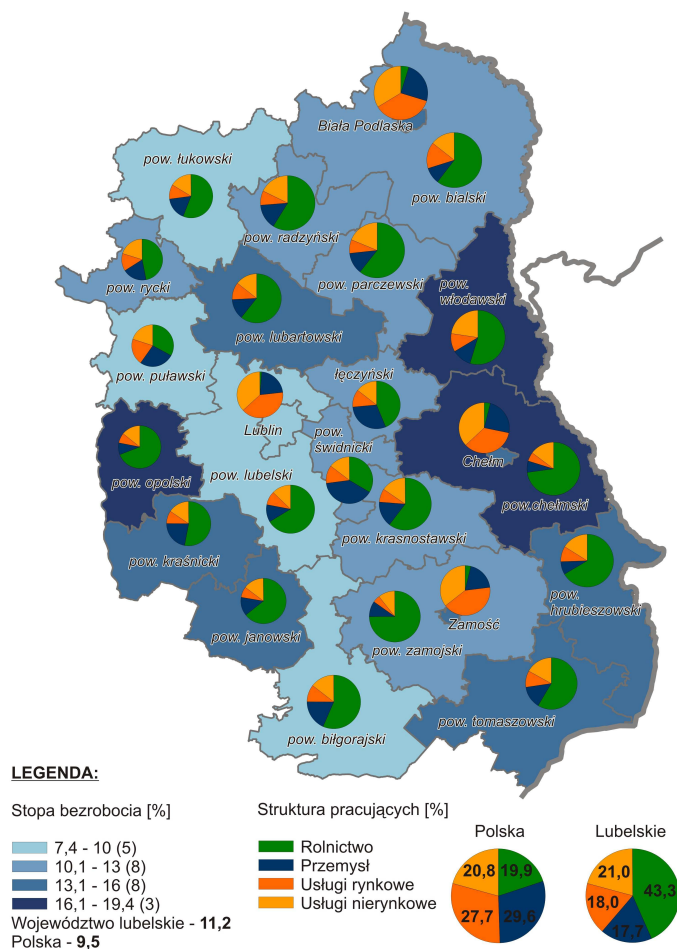 Biała Podlaska
pow. łukowski
pow. bialski
pow. radzyński
pow. parczewski
pow.
włodawski
pow. rycki
pow. lubartowski
pow. puławski
łęczyński
Lublin
pow.
świdnicki
Chełm
pow. opolski
pow. lubelski
pow.chełmski
pow. kraśnicki
pow. krasnostawski
pow.
hrubieszowski
pow. janowski
Zamość
pow. zamojski
pow. tomaszowski
pow. biłgorajski
LEGENDA:
Stopa bezrobocia [%]
7,4 - 10 (5)
10,1 - 13 (8)
13,1 - 16 (8)
16,1 - 19,4 (3)
Województwo lubelskie - 11,2
Polska - 9,5
Struktura pracujących [%]
Rolnictwo
Przemysł
Usługi rynkowe
Usługi nierynkowe
Polska
20,8 19,9
27,7 29,6
Lubelskie
21,0 43,3
18,0
17,7